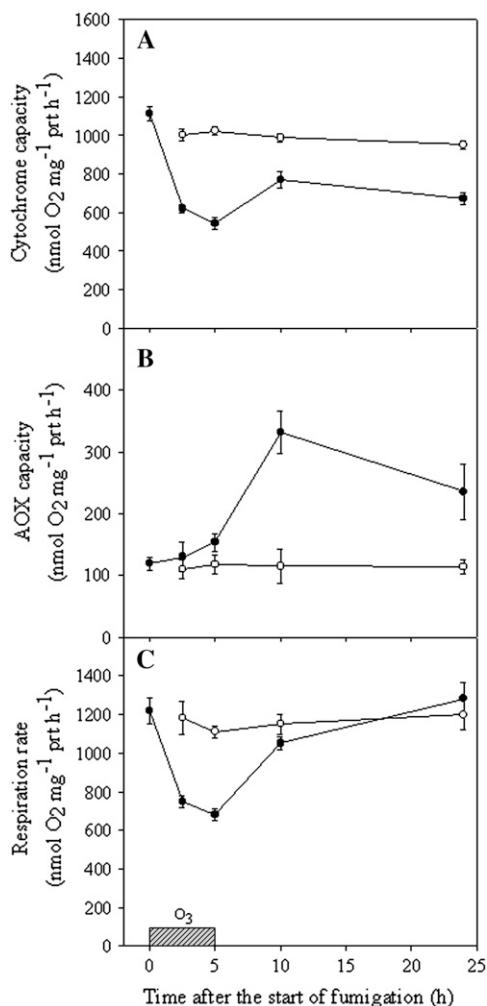 A
Cytochrome capacity
(nmol O2 mg-1 prt h-1)
1600
1400
1200
1000
800
600
400
200
0
B
AOX capacity
(nmol O2 mg-1 prt h-1)
400
300
200
100
0
C
Respiration rate
(nmol O2 mg-1 prt h-1)
1400
1200
1000
800
600
400
200
0
O3
0 5 10 15 20 25
Time after the start of fumigation (h)